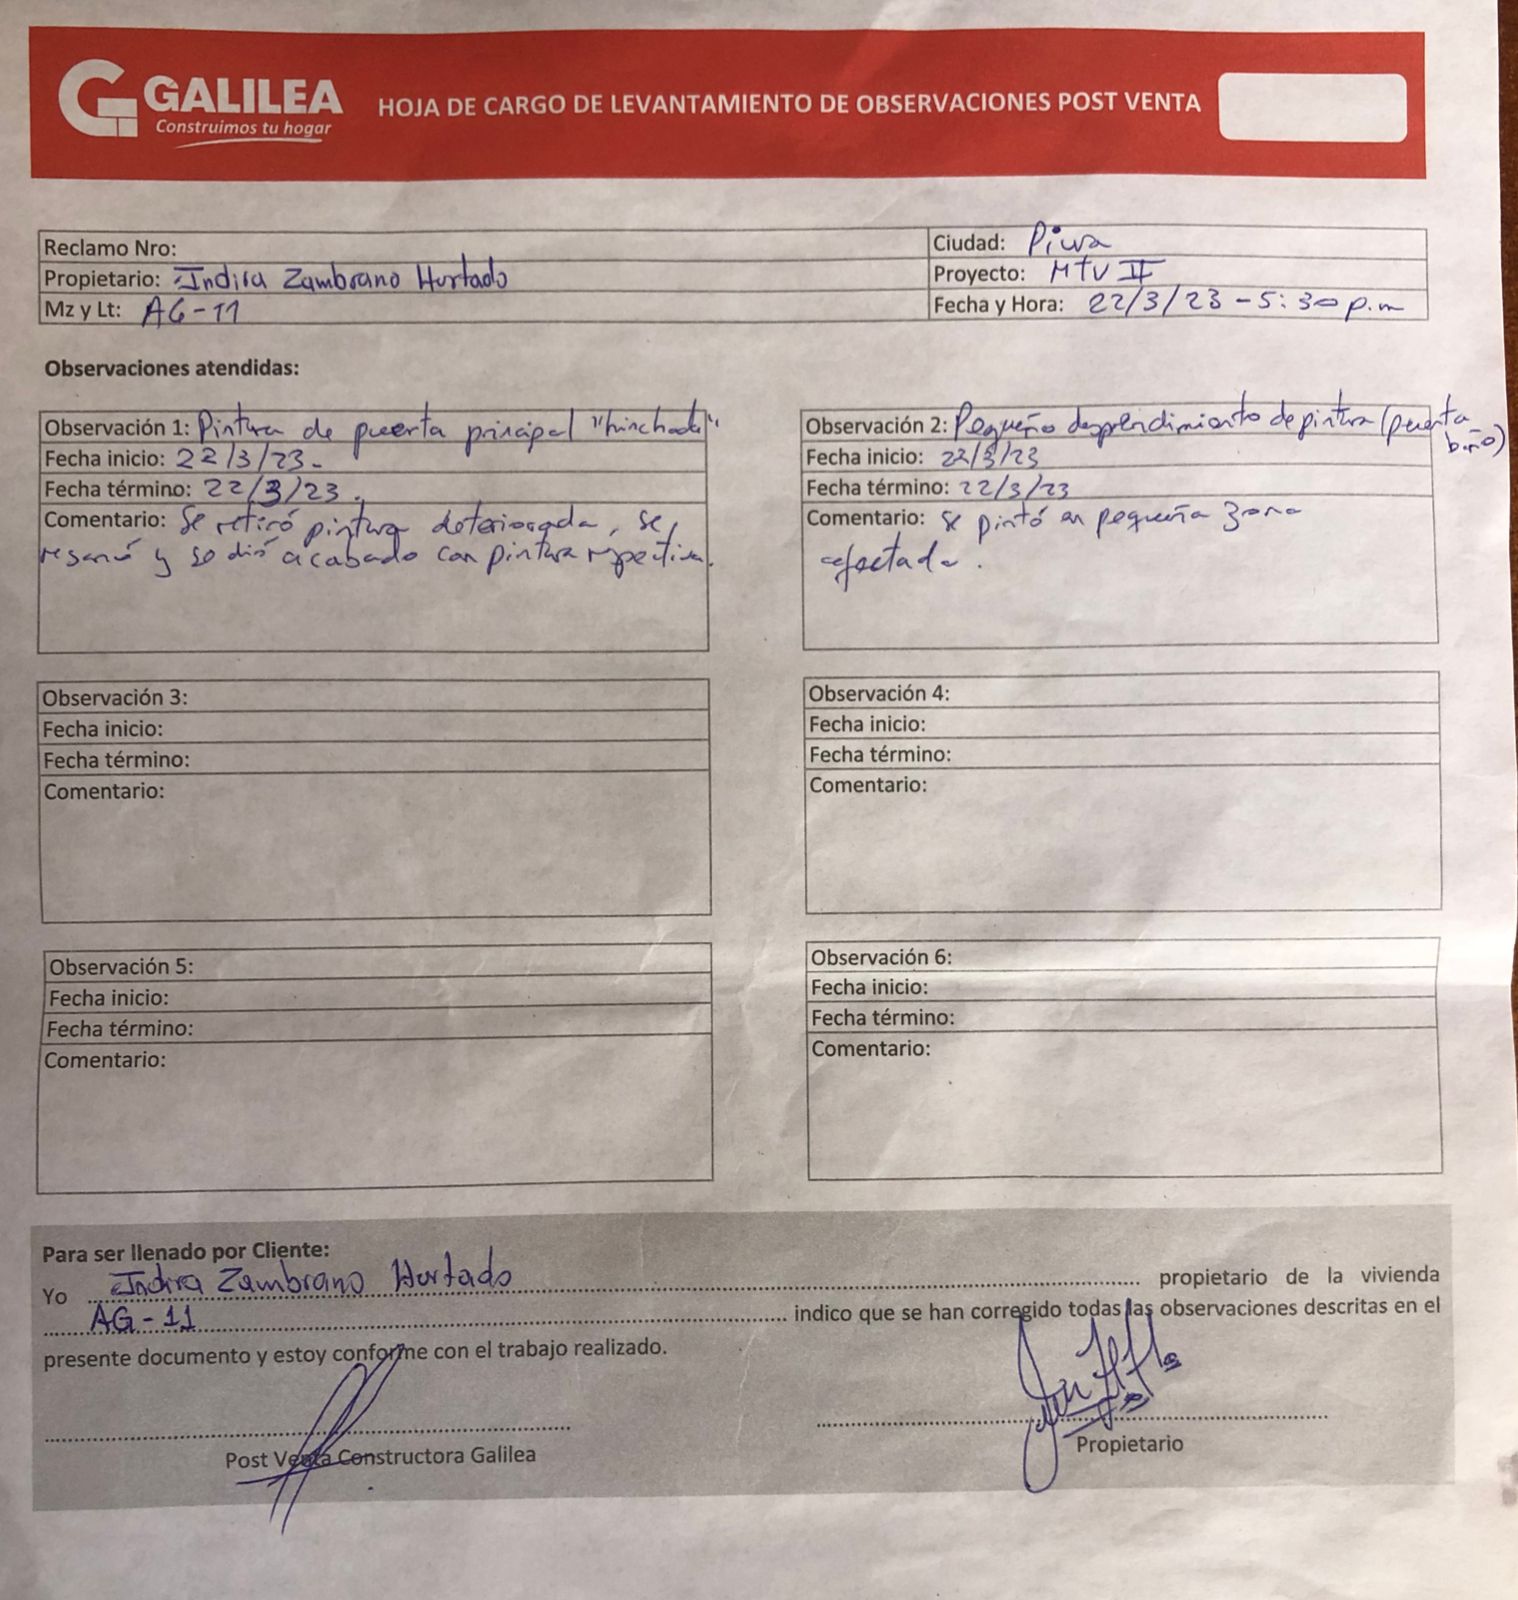 GALILEA
Construimos tu hogar
HOJA DE CARGO DE LEVANTAMIENTO DE OBSERVACIONES POST VENTA
Reclamo Nro:
Ciudad: Piura
Propietario: Indira Zambrano Hurtado
Proyecto: MTV II
Mz y Lt: AG-11
Fecha y Hora: 22/3/23 - 5:30 p.m
Observaciones atendidas:
Observación 1: Pintura de puerta principal "hinchada"
Fecha inicio: 22/3/23.
Fecha término: 22/3/23.
Comentario: Se retiró pintura deteriorada, se
resanó y se dió acabado con pintura respectiva.
Observación 2: Pequeño desprendimiento de pintura (puerta
baño)
Fecha inicio: 22/3/23
Fecha término: 22/3/23
Comentario: se pintó en pequeña zona
afectada.
Observación 3:
Fecha inicio:
Fecha término:
Comentario:
Observación 4:
Fecha inicio:
Fecha término:
Comentario:
Observación 5:
Fecha inicio:
Fecha término:
Comentario:
Observación 6:
Fecha inicio:
Fecha término:
Comentario:
Para ser llenado por Cliente:
Yo Indira Zambrano Hurtado propietario de la vivienda
AG-11 indico que se han corregido todas las observaciones descritas en el
presente documento y estoy conforme con el trabajo realizado.
Post Venta Constructora Galilea
Propietario